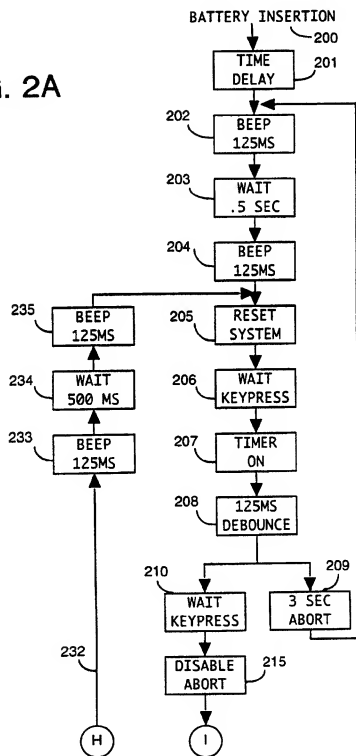 BATTERY INSERTION
200
. 2A
TIME
DELAY
201
202
BEEP
125MS
203
WAIT
.5 SEC
204
BEEP
125MS
235
BEEP
125MS
205
RESET
SYSTEM
234
WAIT
500 MS
206
WAIT
KEYPRESS
233
BEEP
125MS
207
TIMER
ON
208
125MS
DEBOUNCE
210
WAIT
KEYPRESS
209
3 SEC
ABORT
232
DISABLE
ABORT
215
H
I